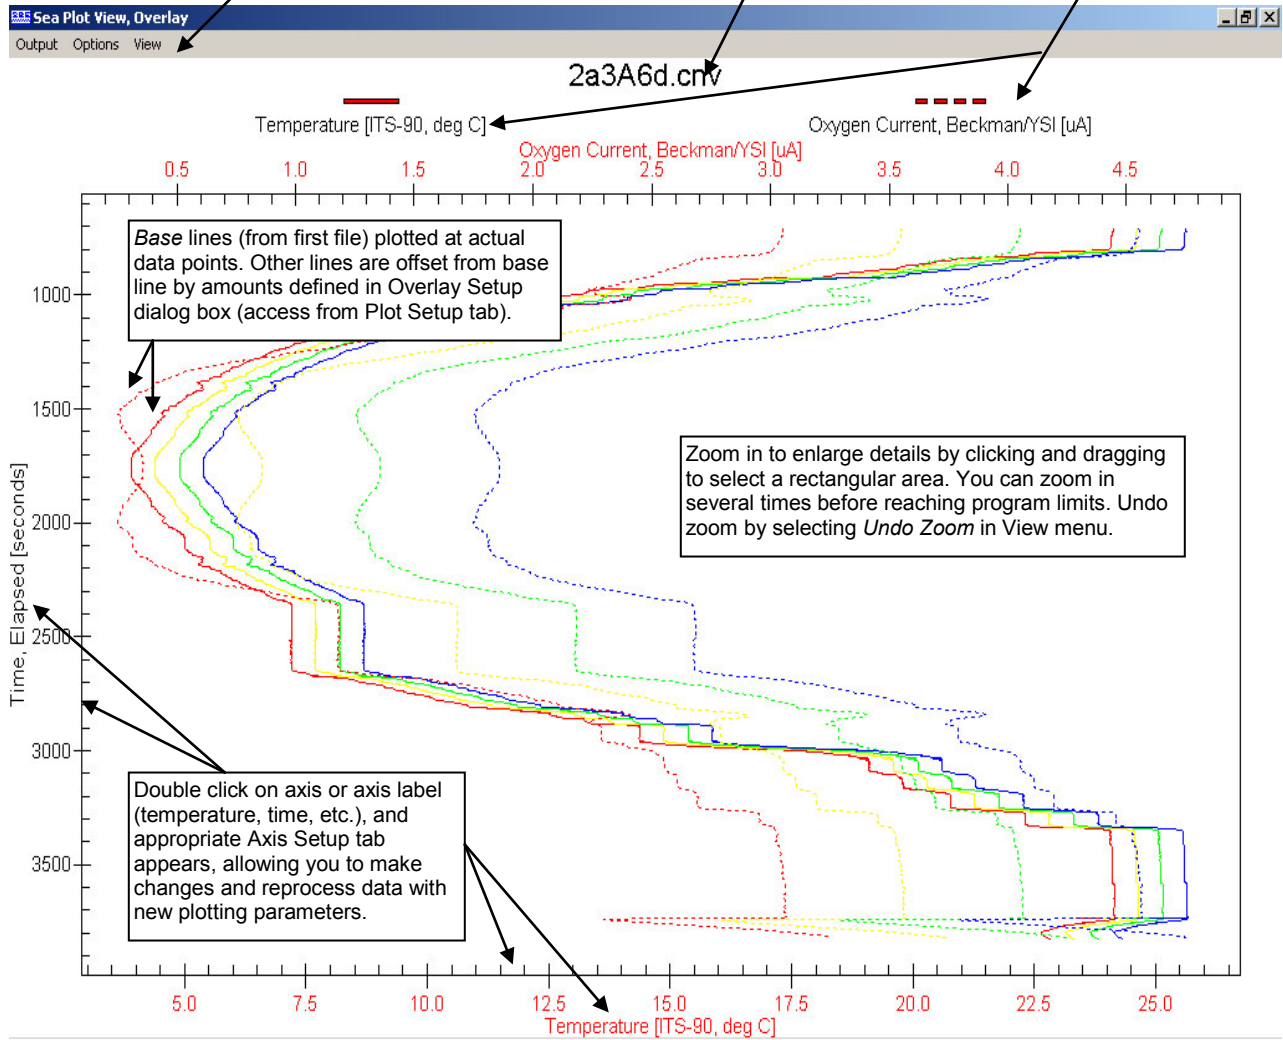 SBE Sea Plot View, Overlay
Output Options View
2a3A6d.cnv
Temperature [ITS-90, deg C]
Oxygen Current, Beckman/YSI [uA]
Oxygen Current, Beckman/YSI [uA]
0.5 1.0 1.5 2.0 2.5 3.0 3.5 4.0 4.5
Base lines (from first file) plotted at actual
data points. Other lines are offset from base
line by amounts defined in Overlay Setup
dialog box (access from Plot Setup tab).
1000
1500
2000
2500
3000
3500
Time, Elapsed [seconds]
Zoom in to enlarge details by clicking and dragging
to select a rectangular area. You can zoom in
several times before reaching program limits. Undo
zoom by selecting Undo Zoom in View menu.
Double click on axis or axis label
(temperature, time, etc.), and
appropriate Axis Setup tab
appears, allowing you to make
changes and reprocess data with
new plotting parameters.
5.0 7.5 10.0 12.5 15.0 17.5 20.0 22.5 25.0
Temperature [ITS-90, deg C]